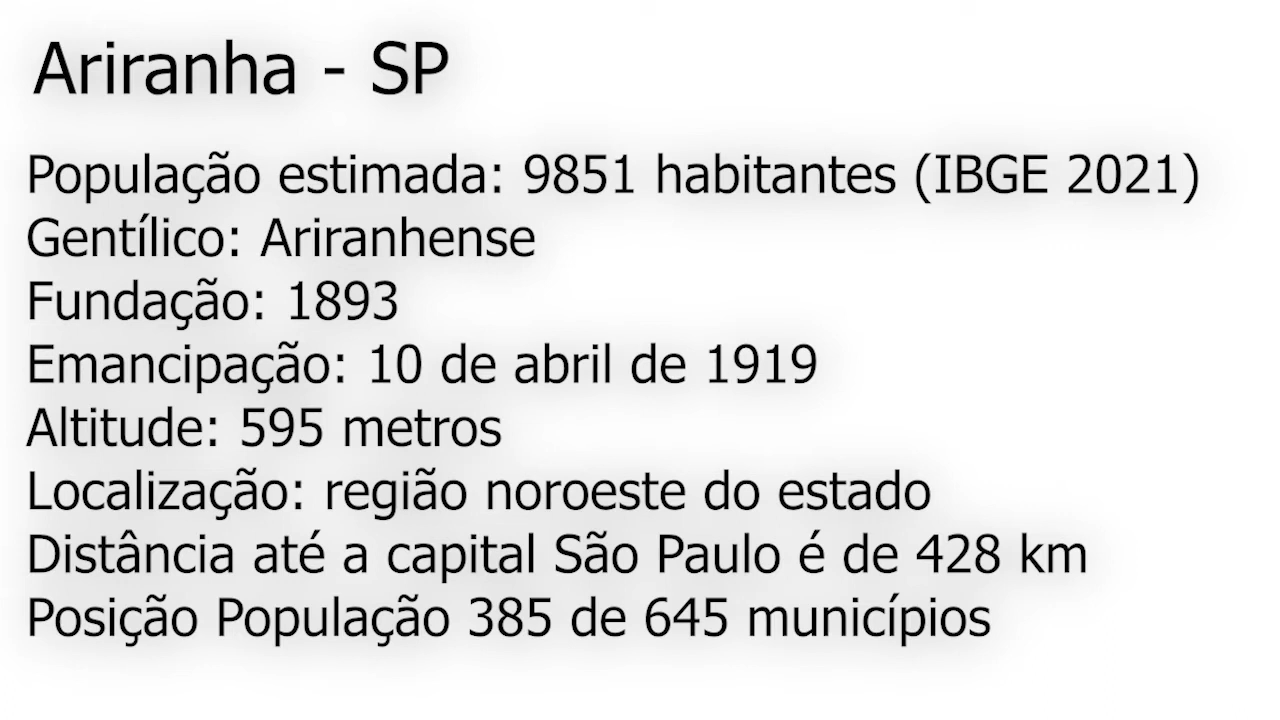 Ariranha - SP
População estimada: 9851 habitantes (IBGE 2021)
Gentílico: Ariranhense
Fundação: 1893
Emancipação: 10 de abril de 1919
Altitude: 595 metros
Localização: região noroeste do estado
Distância até a capital São Paulo é de 428 km
Posição População 385 de 645 municípios